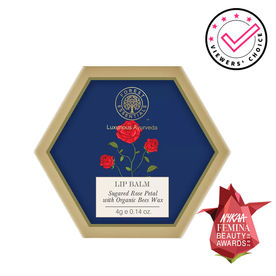 VIEWERS' CHOICE
FOREST ESSENTIALS
Luxurious Ayurveda
LIP BALM
Sugared Rose Petal
with Organic Bees Wax
4g e 0.14 oz.
NYKAA
FEMINA
BEAUTY
AWARDS